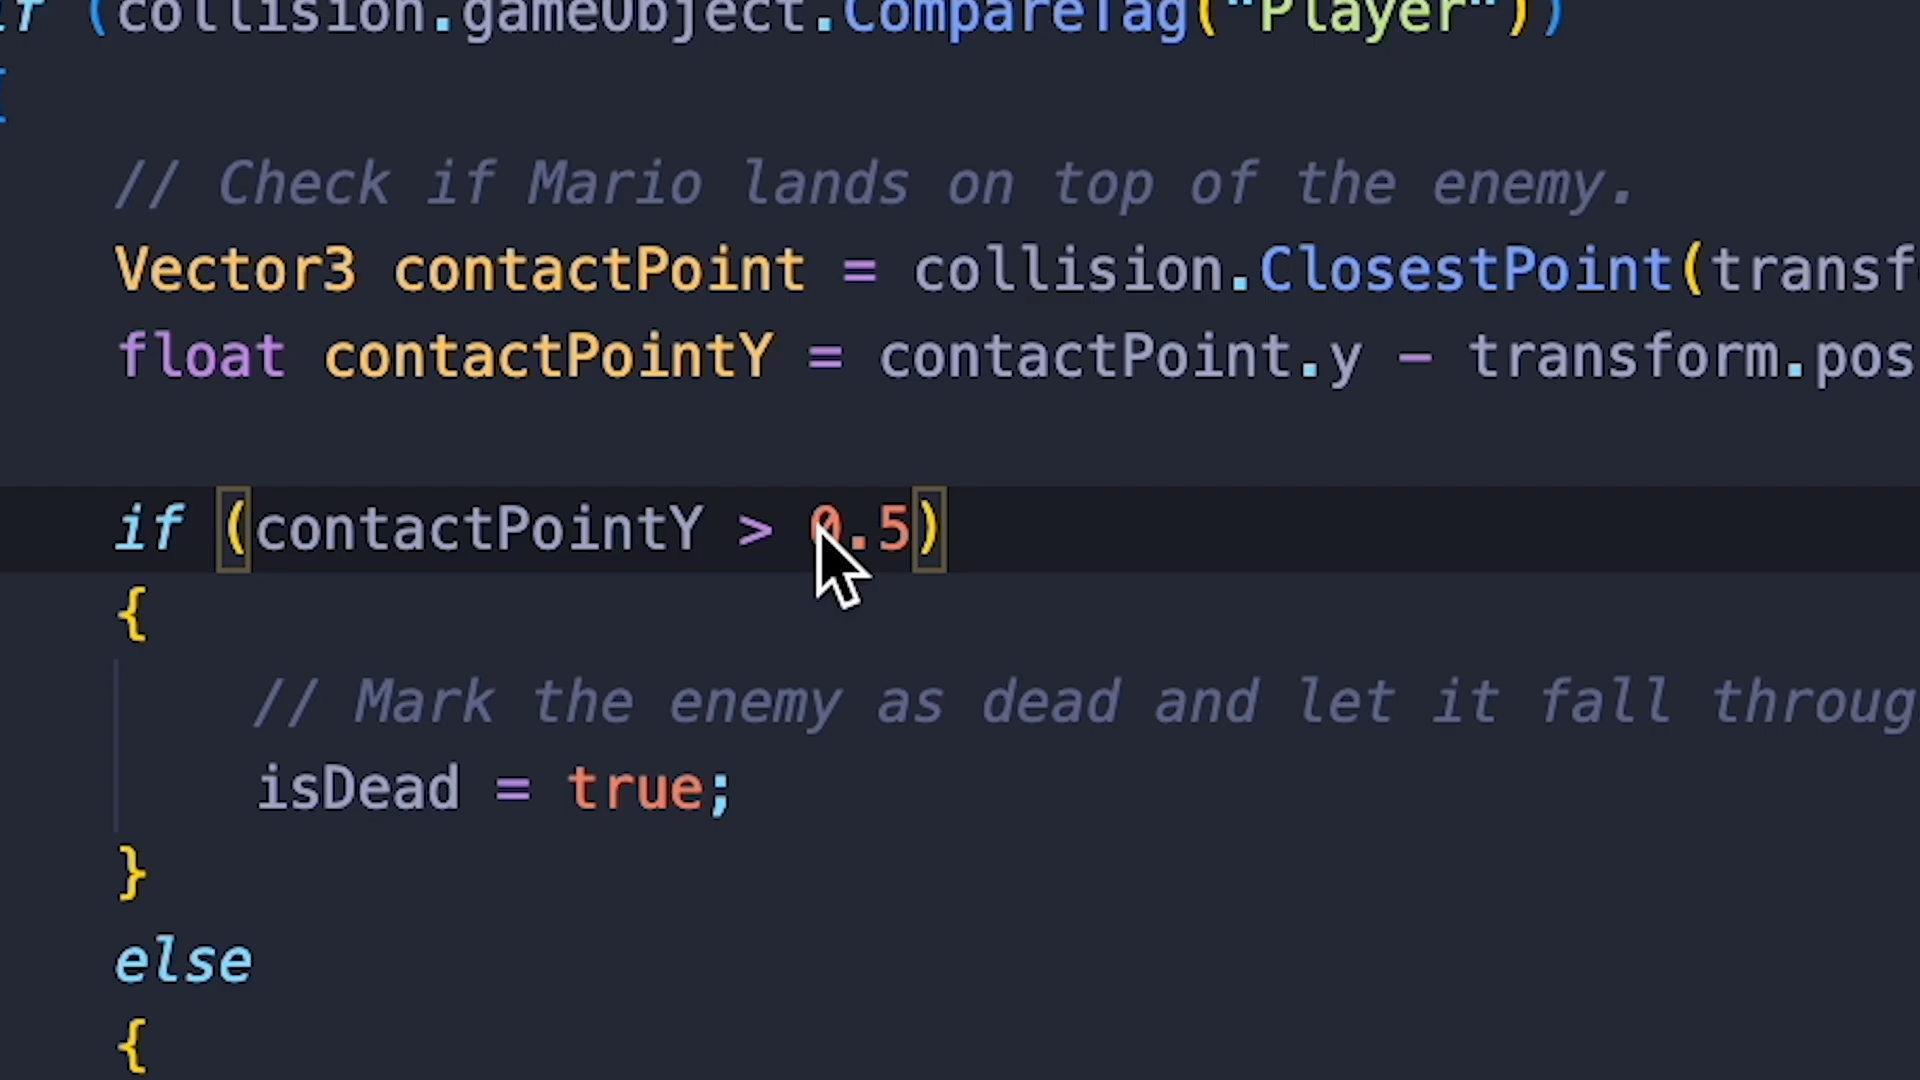 if (collision.gameObject.CompareTag("Player"))
{
// Check if Mario lands on top of the enemy.
Vector3 contactPoint = collision.ClosestPoint(transf
float contactPointY = contactPoint.y - transform.pos
if (contactPointY > 0.5)
{
// Mark the enemy as dead and let it fall throug
isDead = true;
}
else
{